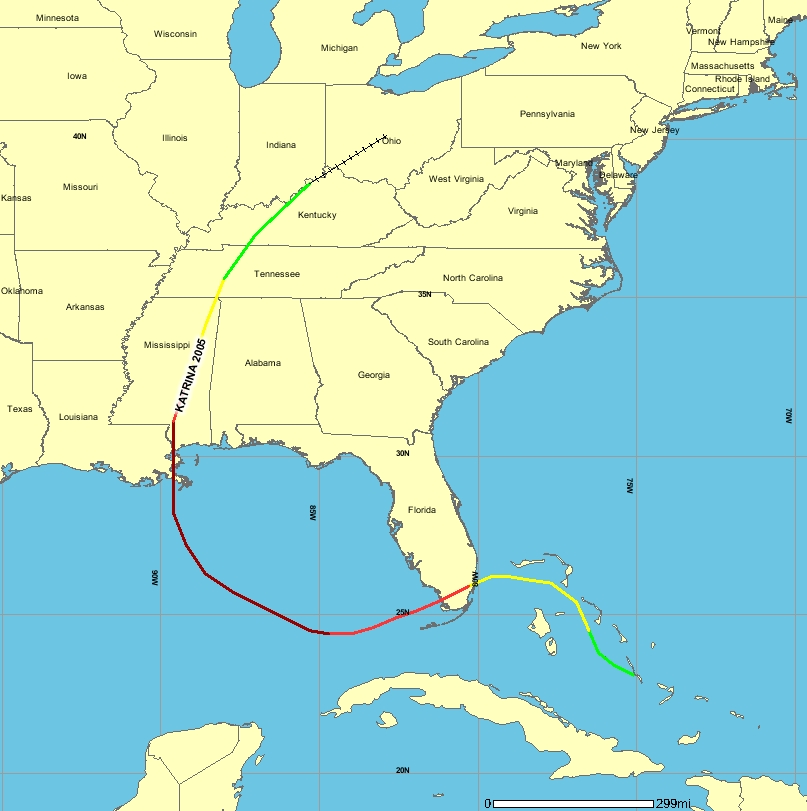 Minnesota
Maine
Wisconsin
Vermont
New York
New Hampshire
Michigan
Massachusetts
Iowa
Rhode Island
Connecticut
Pennsylvania
New Jersey
40N
Illinois
Indiana
Ohio
Maryland
Delaware
West Virginia
Missouri
Kansas
Kentucky
Virginia
Tennessee
North Carolina
Oklahoma
35N
Arkansas
Mississippi
South Carolina
KATRINA 2005
Alabama
Georgia
Texas
Louisiana
70W
30N
75W
Florida
85W
90W
80W
25N
20N
0
299mi